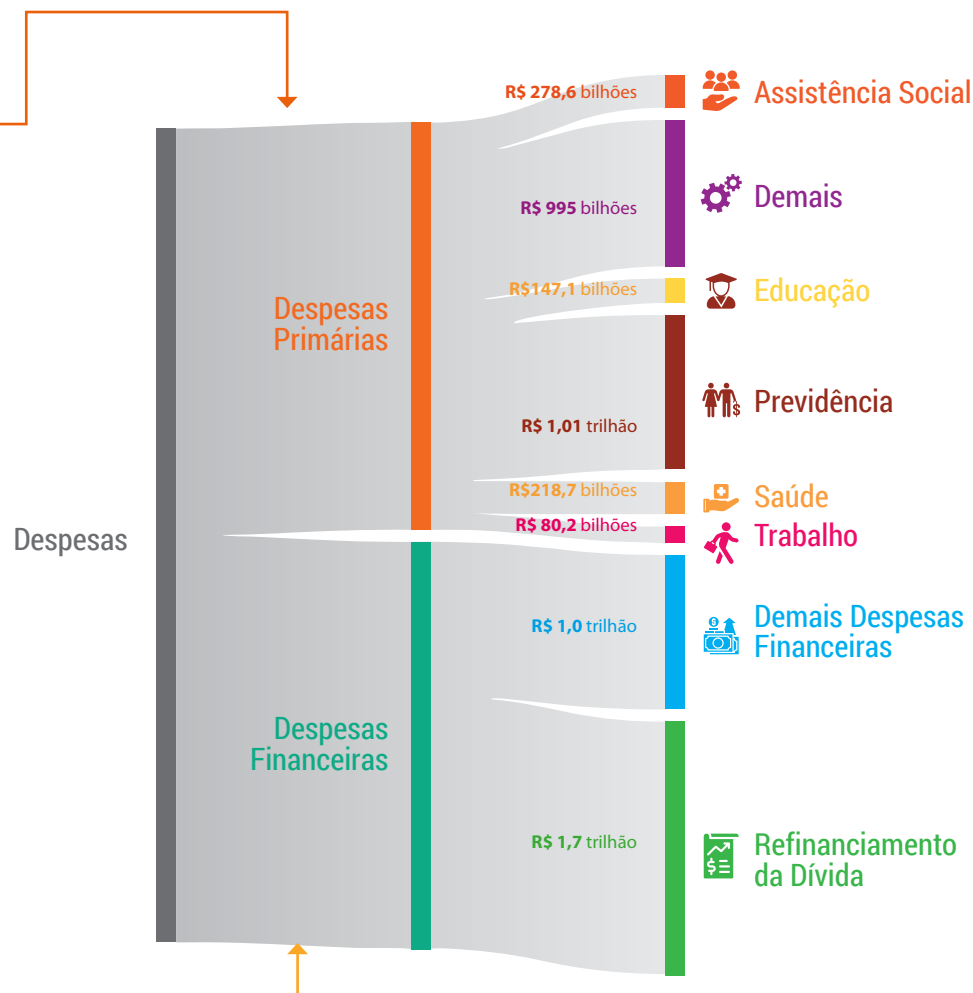 R$ 278,6 bilhões
Assistência Social
R$ 995 bilhões
Demais
R$147,1 bilhões
Educação
Despesas
Primárias
R$ 1,01 trilhão
Previdência
R$218,7 bilhões
Saúde
R$ 80,2 bilhões
Trabalho
Despesas
R$ 1,0 trilhão
Demais Despesas
Financeiras
Despesas
Financeiras
R$ 1,7 trilhão
Refinanciamento
da Dívida